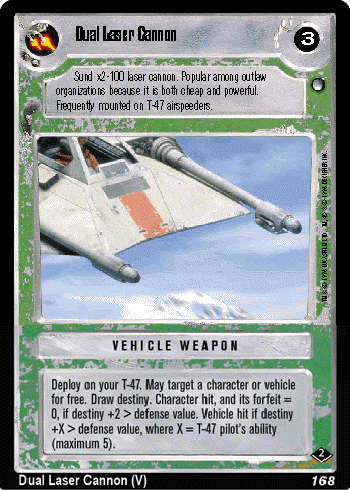 Dual Laser Cannon
3
Sund x2-100 laser cannon. Popular among outlaw
organizations because it is both cheap and powerful.
Frequently mounted on T-47 airspeeders.
VEHICLE WEAPON
Deploy on your T-47. May target a character or vehicle
for free. Draw destiny. Character hit, and its forfeit =
0, if destiny +2 > defense value. Vehicle hit if destiny
+X > defense value, where X = T-47 pilot's ability
(maximum 5).
2
Dual Laser Cannon (V)
168